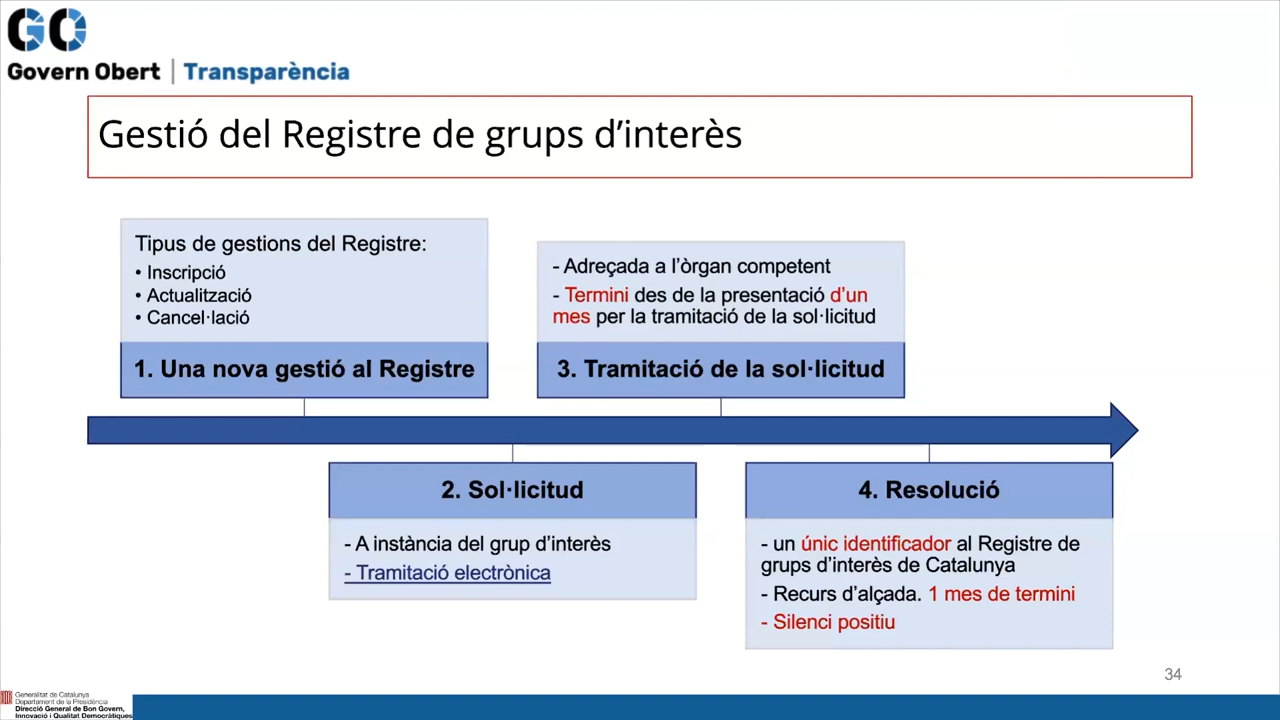 GO
Govern Obert | Transparència
Gestió del Registre de grups d’interès
Tipus de gestions del Registre:
• Inscripció
• Actualització
• Cancel·lació
1. Una nova gestió al Registre
- Adreçada a l’òrgan competent
- Termini des de la presentació d’un
mes per la tramitació de la sol·licitud
3. Tramitació de la sol·licitud
2. Sol·licitud
- A instància del grup d’interès
- Tramitació electrònica
4. Resolució
- un únic identificador al Registre de
grups d’interès de Catalunya
- Recurs d’alçada. 1 mes de termini
- Silenci positiu
34
Generalitat de Catalunya
Departament de la Presidència
Direcció General de Bon Govern,
Innovació i Qualitat Democràtiques